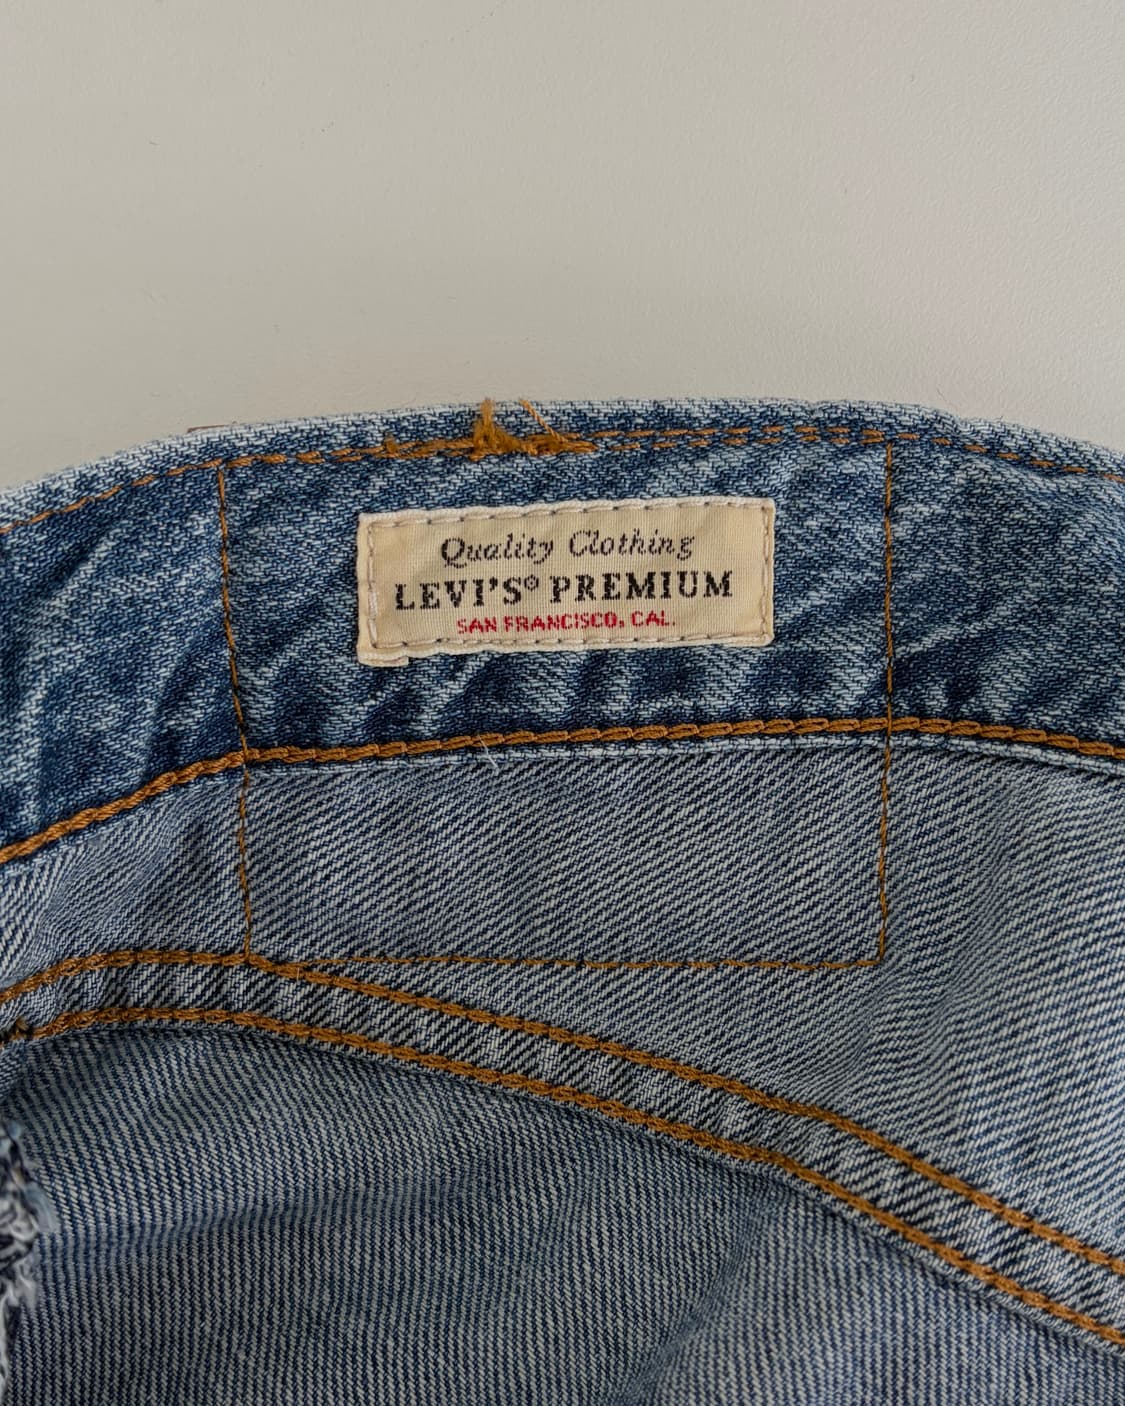 Quality Clothing
LEVI'S® PREMIUM
SAN FRANCISCO, CAL.